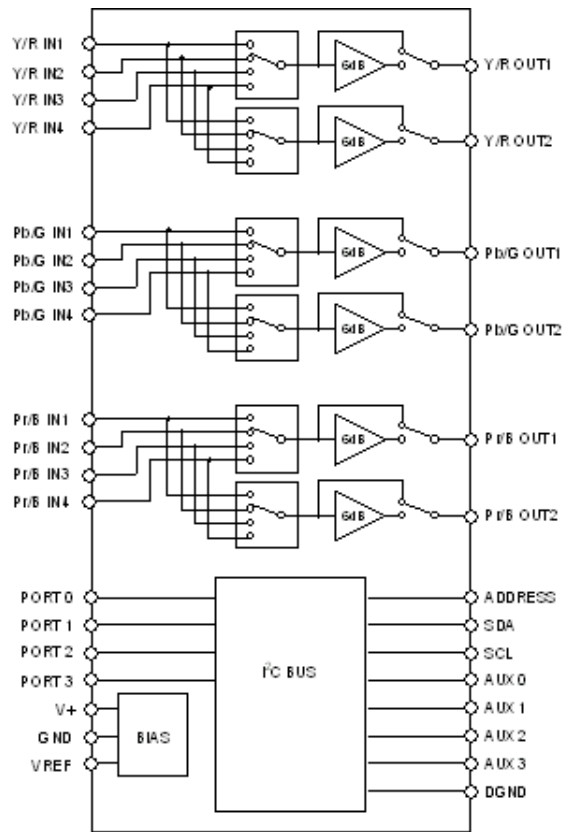 Y/R IN1
Y/R IN2
Y/R IN3
Y/R IN4
6dB
Y/R OUT1
6dB
Y/R OUT2
Pb/G IN1
Pb/G IN2
Pb/G IN3
Pb/G IN4
6dB
Pb/G OUT1
6dB
Pb/G OUT2
Pr/B IN1
Pr/B IN2
Pr/B IN3
Pr/B IN4
6dB
Pr/B OUT1
6dB
Pr/B OUT2
PORT 0
PORT 1
PORT 2
PORT 3
V+
GND
VREF
BIAS
I²C BUS
ADDRESS
SDA
SCL
AUX 0
AUX 1
AUX 2
AUX 3
DGND